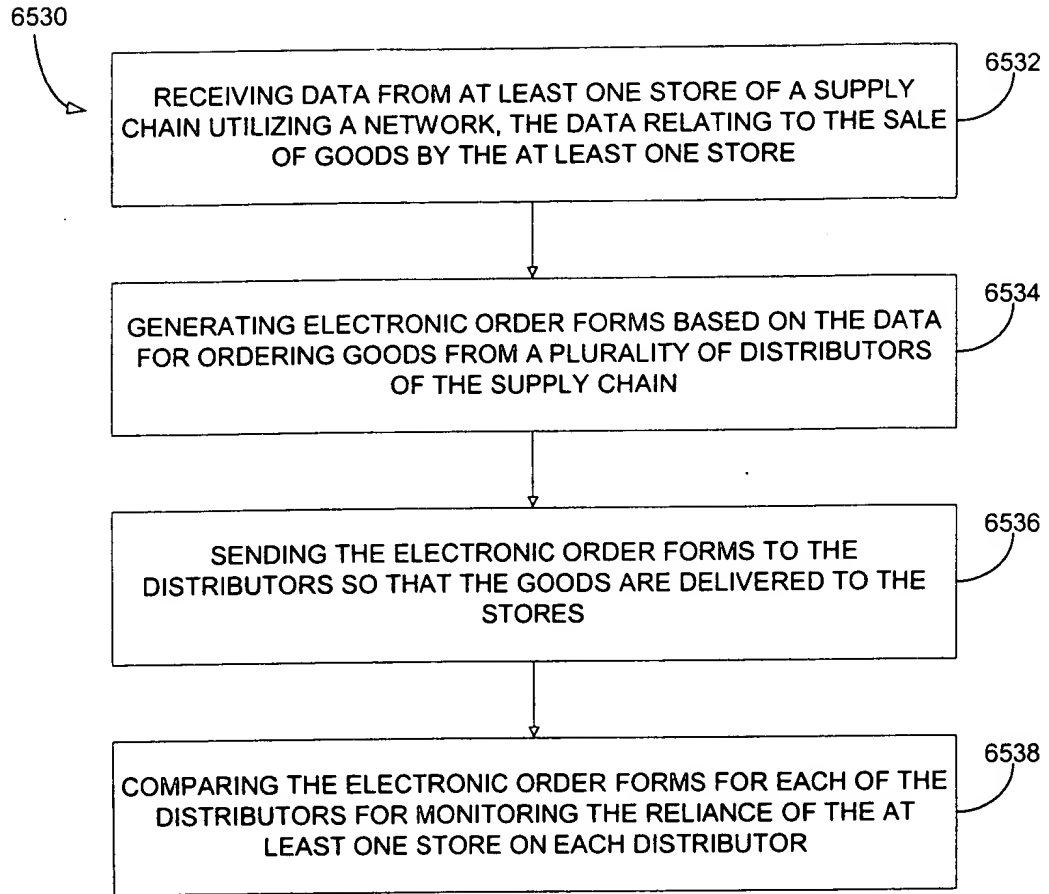 6530
6532
RECEIVING DATA FROM AT LEAST ONE STORE OF A SUPPLY
CHAIN UTILIZING A NETWORK, THE DATA RELATING TO THE SALE
OF GOODS BY THE AT LEAST ONE STORE
6534
GENERATING ELECTRONIC ORDER FORMS BASED ON THE DATA
FOR ORDERING GOODS FROM A PLURALITY OF DISTRIBUTORS
OF THE SUPPLY CHAIN
6536
SENDING THE ELECTRONIC ORDER FORMS TO THE
DISTRIBUTORS SO THAT THE GOODS ARE DELIVERED TO THE
STORES
6538
COMPARING THE ELECTRONIC ORDER FORMS FOR EACH OF THE
DISTRIBUTORS FOR MONITORING THE RELIANCE OF THE AT
LEAST ONE STORE ON EACH DISTRIBUTOR